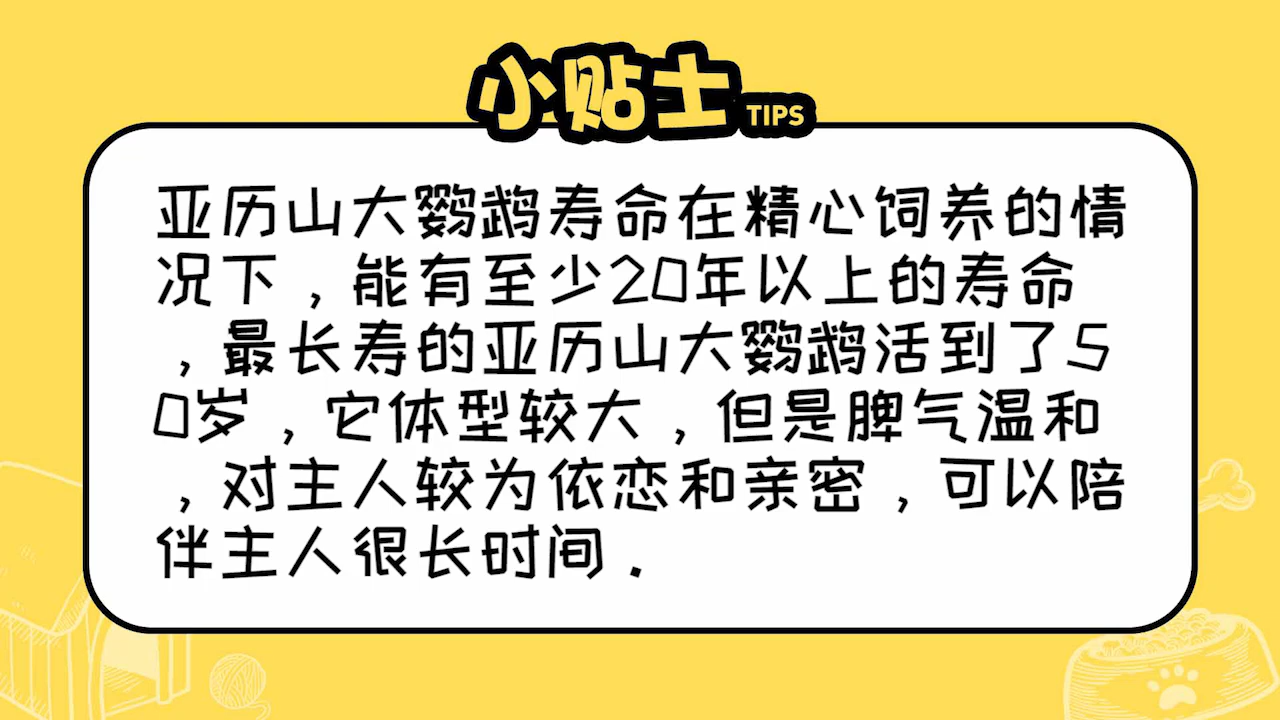 小贴士 TIPS
亚历山大鹦鹉寿命在精心饲养的情
况下，能有至少20年以上的寿命
，最长寿的亚历山大鹦鹉活到了5
0岁，它体型较大，但是脾气温和
，对主人较为依恋和亲密，可以陪
伴主人很长时间．